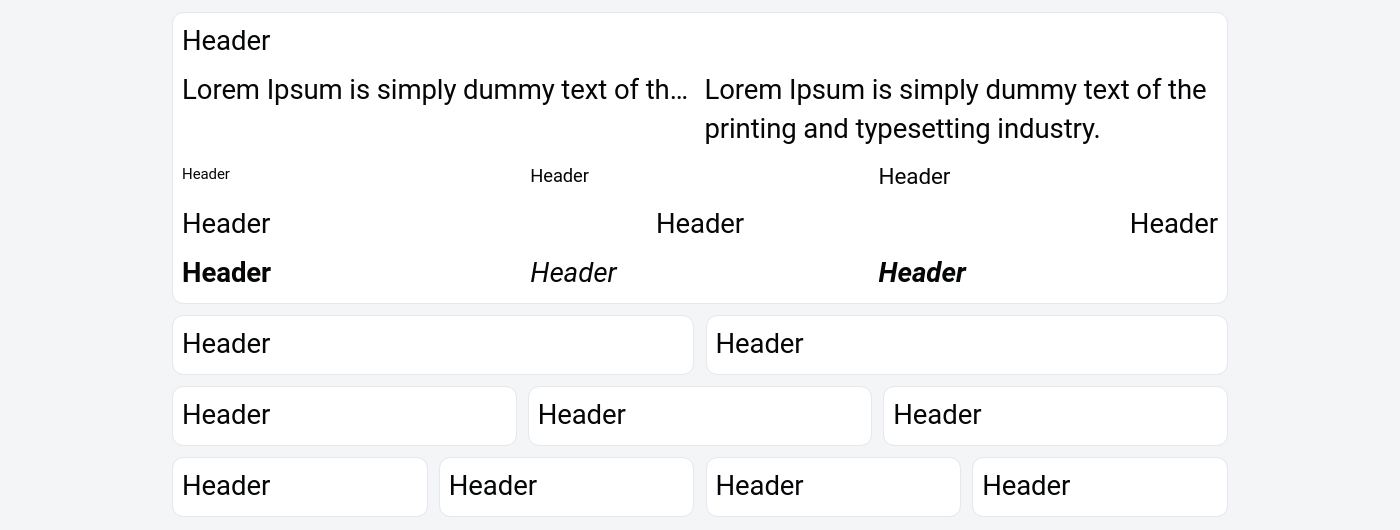 Header
Lorem Ipsum is simply dummy text of th... Lorem Ipsum is simply dummy text of the
printing and typesetting industry.
Header Header Header
Header Header Header
Header Header Header
Header Header
Header Header Header
Header Header Header Header